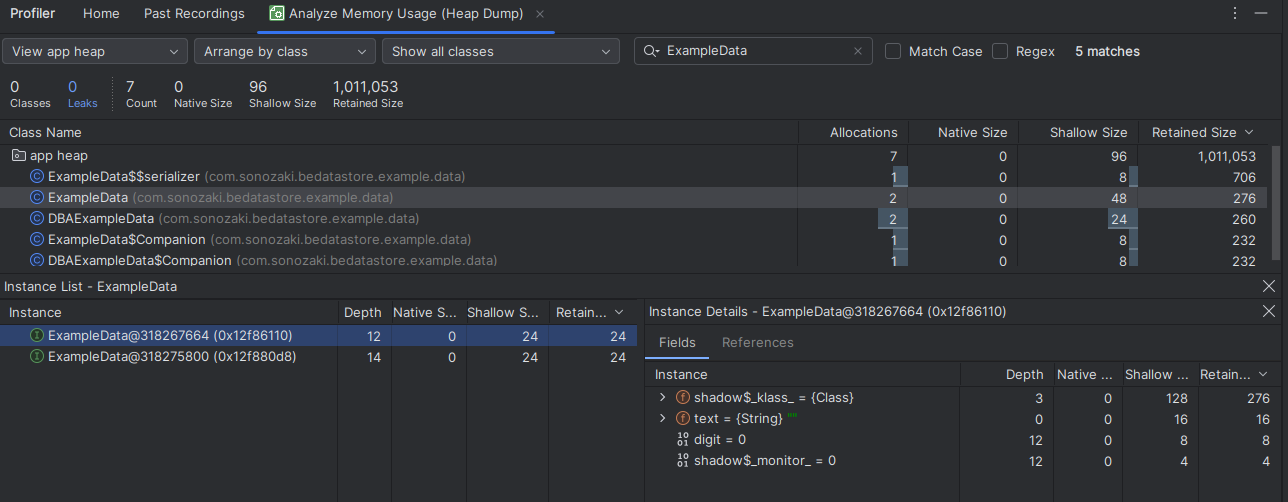 Profiler Home Past Recordings Analyze Memory Usage (Heap Dump)
View app heap Arrange by class Show all classes ExampleData Match Case Regex 5 matches
0 0 7 0 96 1,011,053
Classes Leaks Count Native Size Shallow Size Retained Size
Class Name Allocations Native Size Shallow Size Retained Size
app heap 7 0 96 1,011,053
ExampleData$$serializer (com.sonozaki.bedatastore.example.data) 1 0 8 706
ExampleData (com.sonozaki.bedatastore.example.data) 2 0 48 276
DBAExampleData (com.sonozaki.bedatastore.example.data) 2 0 24 260
ExampleData$Companion (com.sonozaki.bedatastore.example.data) 1 0 8 232
DBAExampleData$Companion (com.sonozaki.bedatastore.example.data) 1 0 8 232
Instance List - ExampleData
Instance Depth Native S... Shallow S... Retain...
ExampleData@318267664 (0x12f86110) 12 0 24 24
ExampleData@318275800 (0x12f880d8) 14 0 24 24
Instance Details - ExampleData@318267664 (0x12f86110)
Fields References
Instance Depth Native ... Shallow ... Retain...
shadow$_klass_ = {Class} 3 0 128 276
text = {String} "" 0 0 16 16
digit = 0 12 0 8 8
shadow$_monitor_ = 0 12 0 4 4